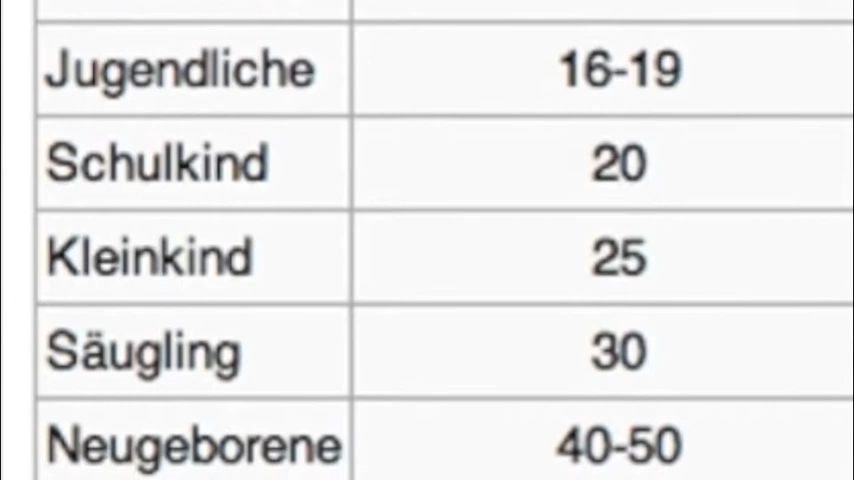 Jugendliche 16-19
Schulkind 20
Kleinkind 25
Säugling 30
Neugeborene 40-50